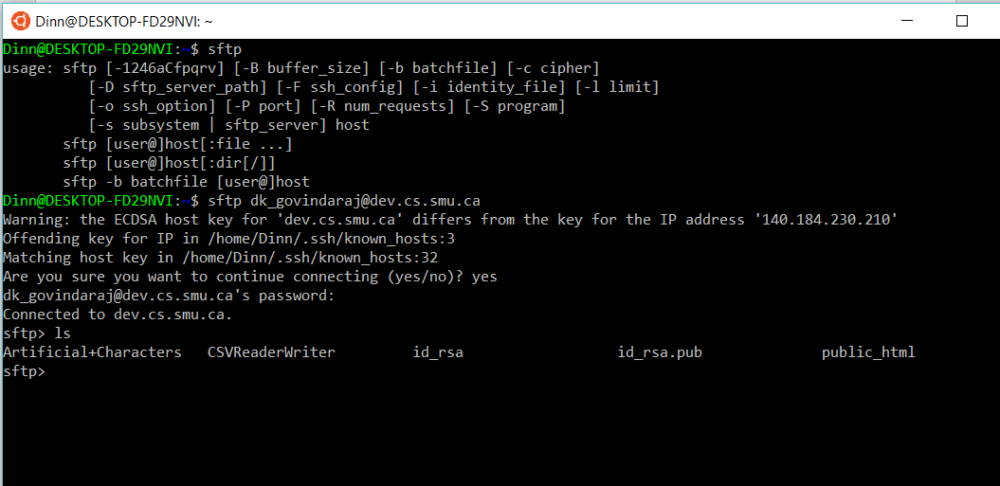 Dinn@DESKTOP-FD29NVI: ~
Dinn@DESKTOP-FD29NVI:~$ sftp
usage: sftp [-1246aCfpqrv] [-B buffer_size] [-b batchfile] [-c cipher]
          [-D sftp_server_path] [-F ssh_config] [-i identity_file] [-l limit]
          [-o ssh_option] [-P port] [-R num_requests] [-S program]
          [-s subsystem | sftp_server] host
       sftp [user@]host[:file ...]
       sftp [user@]host[:dir[/]]
       sftp -b batchfile [user@]host
Dinn@DESKTOP-FD29NVI:~$ sftp dk_govindaraj@dev.cs.smu.ca
Warning: the ECDSA host key for 'dev.cs.smu.ca' differs from the key for the IP address '140.184.230.210'
Offending key for IP in /home/Dinn/.ssh/known_hosts:3
Matching host key in /home/Dinn/.ssh/known_hosts:32
Are you sure you want to continue connecting (yes/no)? yes
dk_govindaraj@dev.cs.smu.ca's password:
Connected to dev.cs.smu.ca.
sftp> ls
Artificial+Characters   CSVReaderWriter         id_rsa                  id_rsa.pub              public_html
sftp>